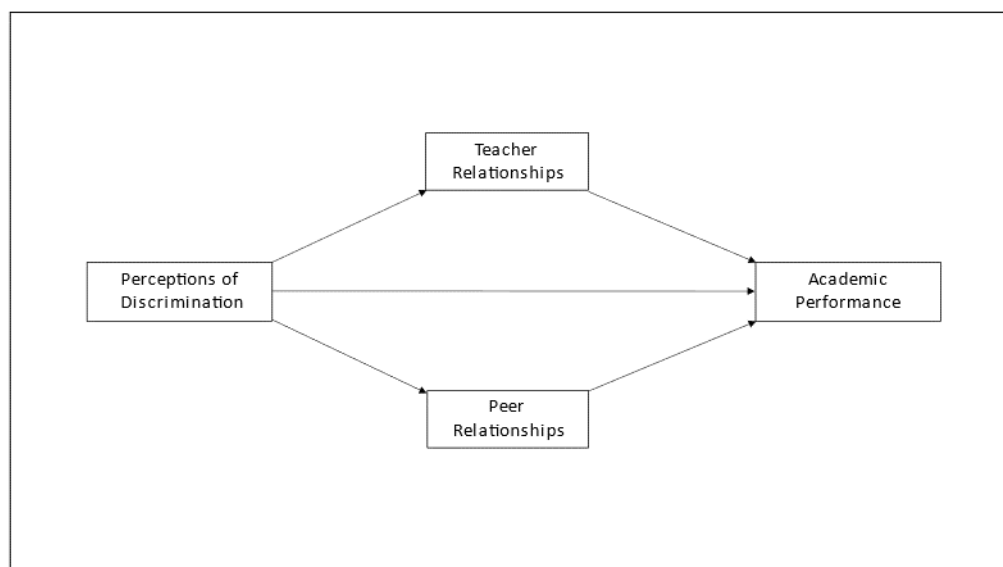 Teacher
Relationships
Perceptions of
Discrimination
Academic
Performance
Peer
Relationships